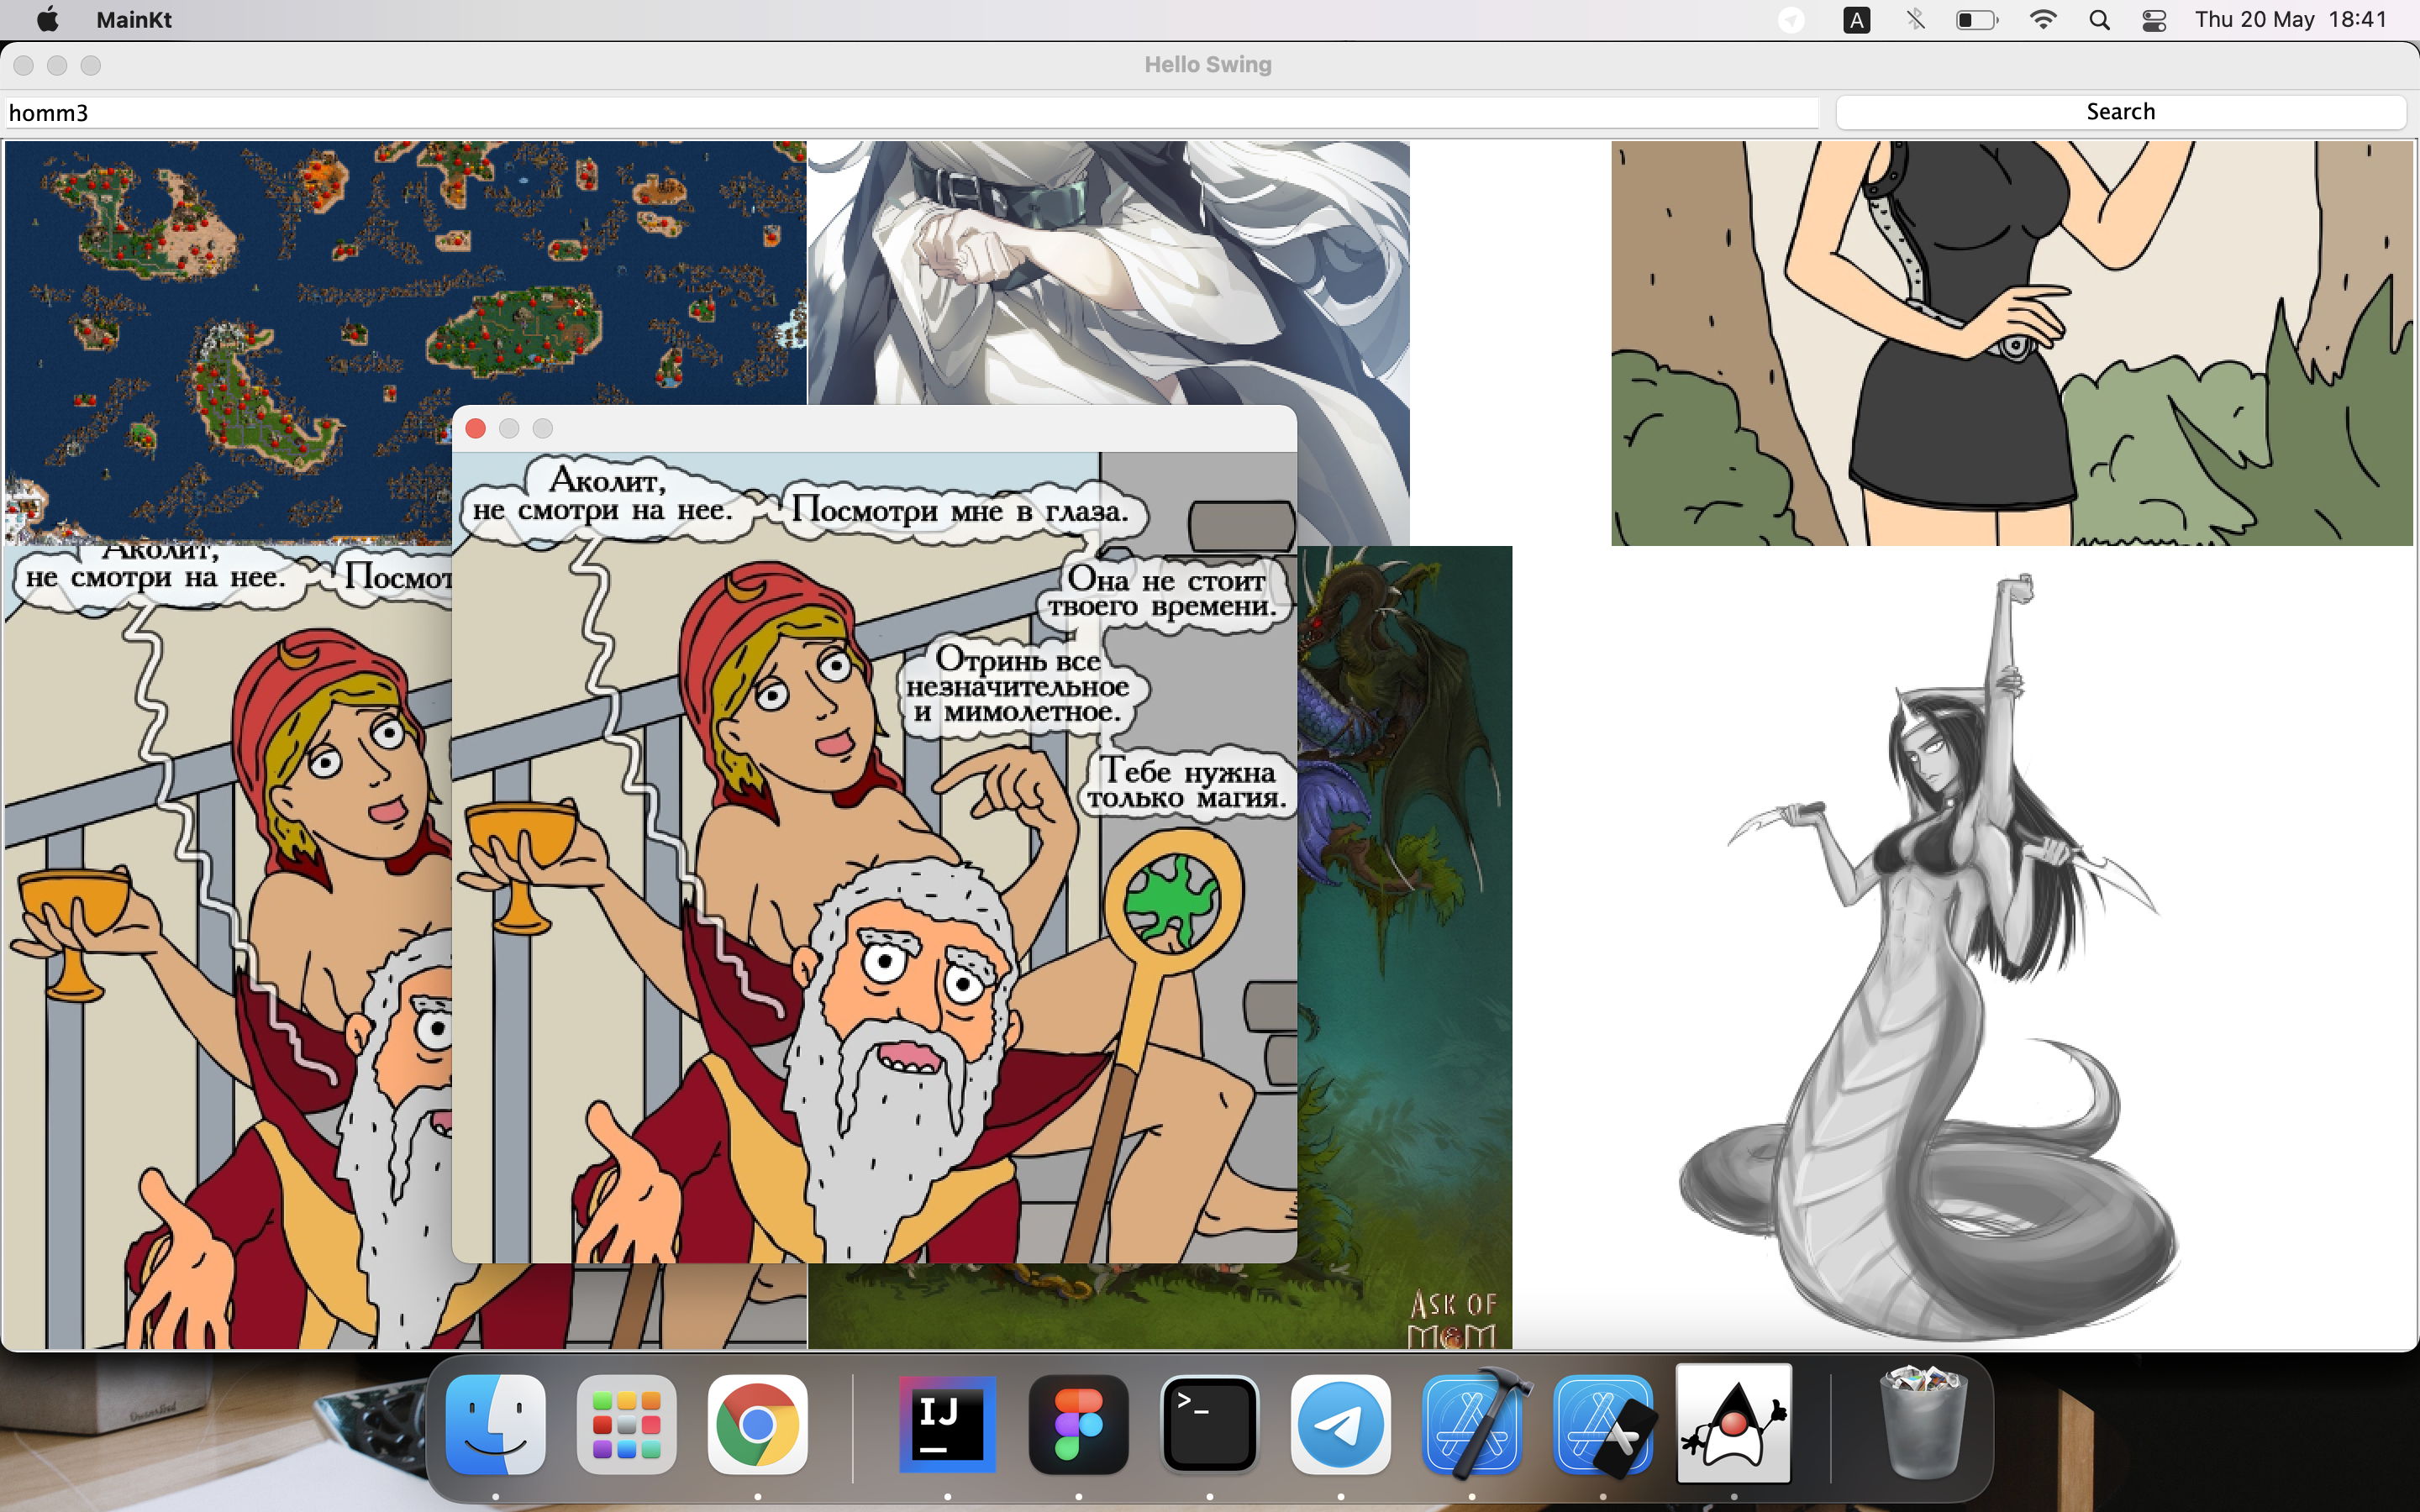 MainKt
A
Thu 20 May 18:41
Hello Swing
homm3
Search
Аколит,
не смотри на нее.
Посмотри мне в глаза.
Она не стоит
твоего времени.
Отринь все
незначительное
и мимолетное.
Тебе нужна
только магия.
Аколит,
не смотри на нее.
Посмот
ASK OF
M&M
IJ
>_